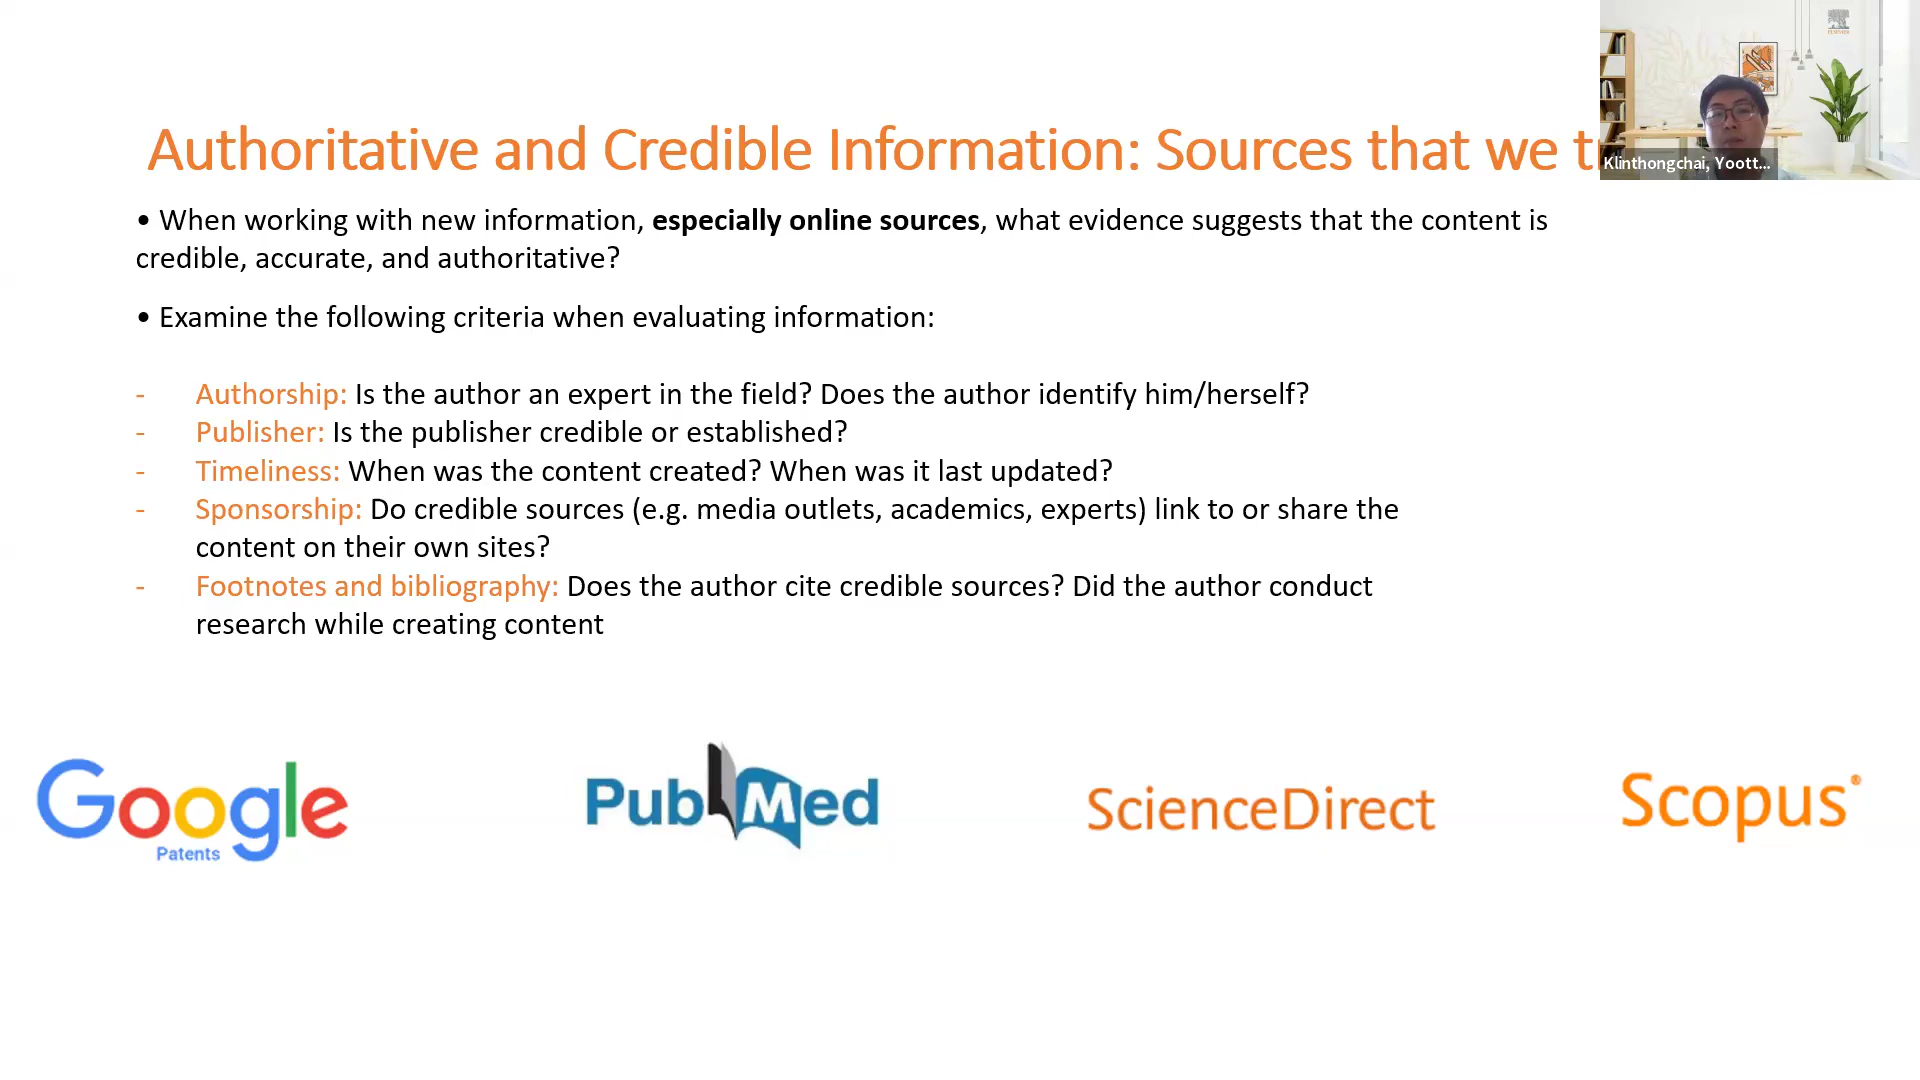 Authoritative and Credible Information: Sources that we t
Klinthongchai, Yoott...
ELSEVIER
• When working with new information, especially online sources, what evidence suggests that the content is
credible, accurate, and authoritative?
• Examine the following criteria when evaluating information:
- Authorship: Is the author an expert in the field? Does the author identify him/herself?
- Publisher: Is the publisher credible or established?
- Timeliness: When was the content created? When was it last updated?
- Sponsorship: Do credible sources (e.g. media outlets, academics, experts) link to or share the
content on their own sites?
- Footnotes and bibliography: Does the author cite credible sources? Did the author conduct
research while creating content
Google
Patents
PubMed
ScienceDirect
Scopus®